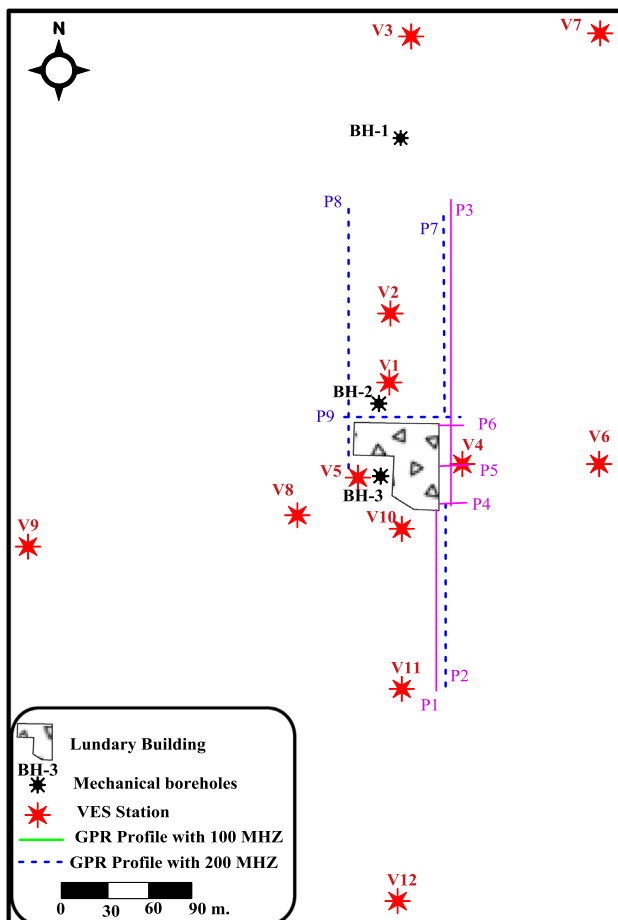 V3
V7
N
BH-1
P8
P3
P7
V2
V1
BH-2
P9
P6
V4
V6
P5
V5
BH-3
P4
V8
V10
V9
V11
P2
P1
Lundary Building
BH-3
Mechanical boreholes
VES Station
GPR Profile with 100 MHZ
GPR Profile with 200 MHZ
0 30 60 90 m.
V12